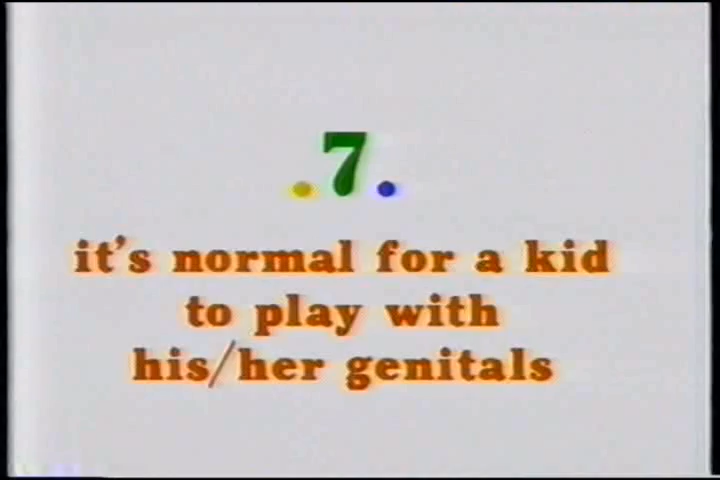 .7.
it's normal for a kid
to play with
his/her genitals